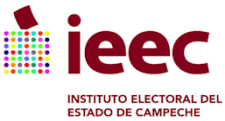 ieec
INSTITUTO ELECTORAL DEL
ESTADO DE CAMPECHE